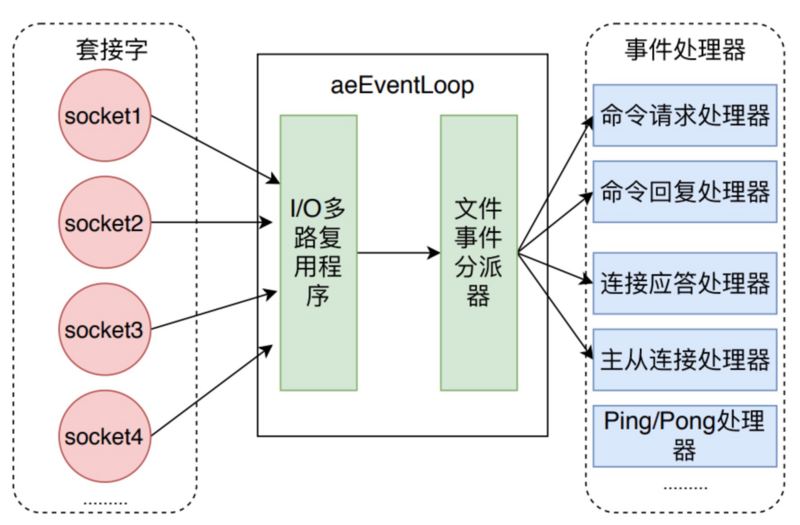 套接字
socket1
socket2
socket3
socket4
.........
aeEventLoop
I/O多
路复
用程
序
文件
事件
分派
器
事件处理器
命令请求处理器
命令回复处理器
连接应答处理器
主从连接处理器
Ping/Pong处理
器
.........